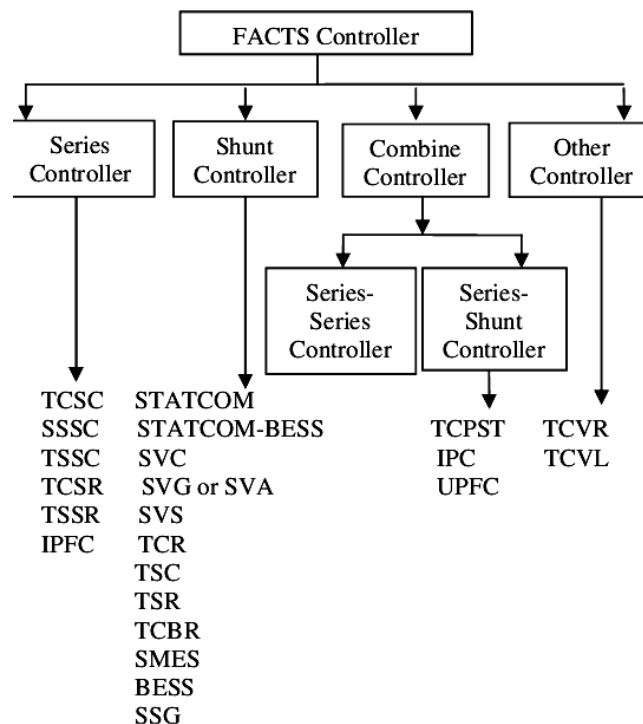 FACTS Controller
Series
Controller
Shunt
Controller
Combine
Controller
Other
Controller
Series-
Series
Controller
Series-
Shunt
Controller
TCSC
SSSC
TSSC
TCSR
TSSR
IPFC
STATCOM
STATCOM-BESS
SVC
SVG or SVA
SVS
TCR
TSC
TSR
TCBR
SMES
BESS
SSG
TCPST
IPC
UPFC
TCVR
TCVL